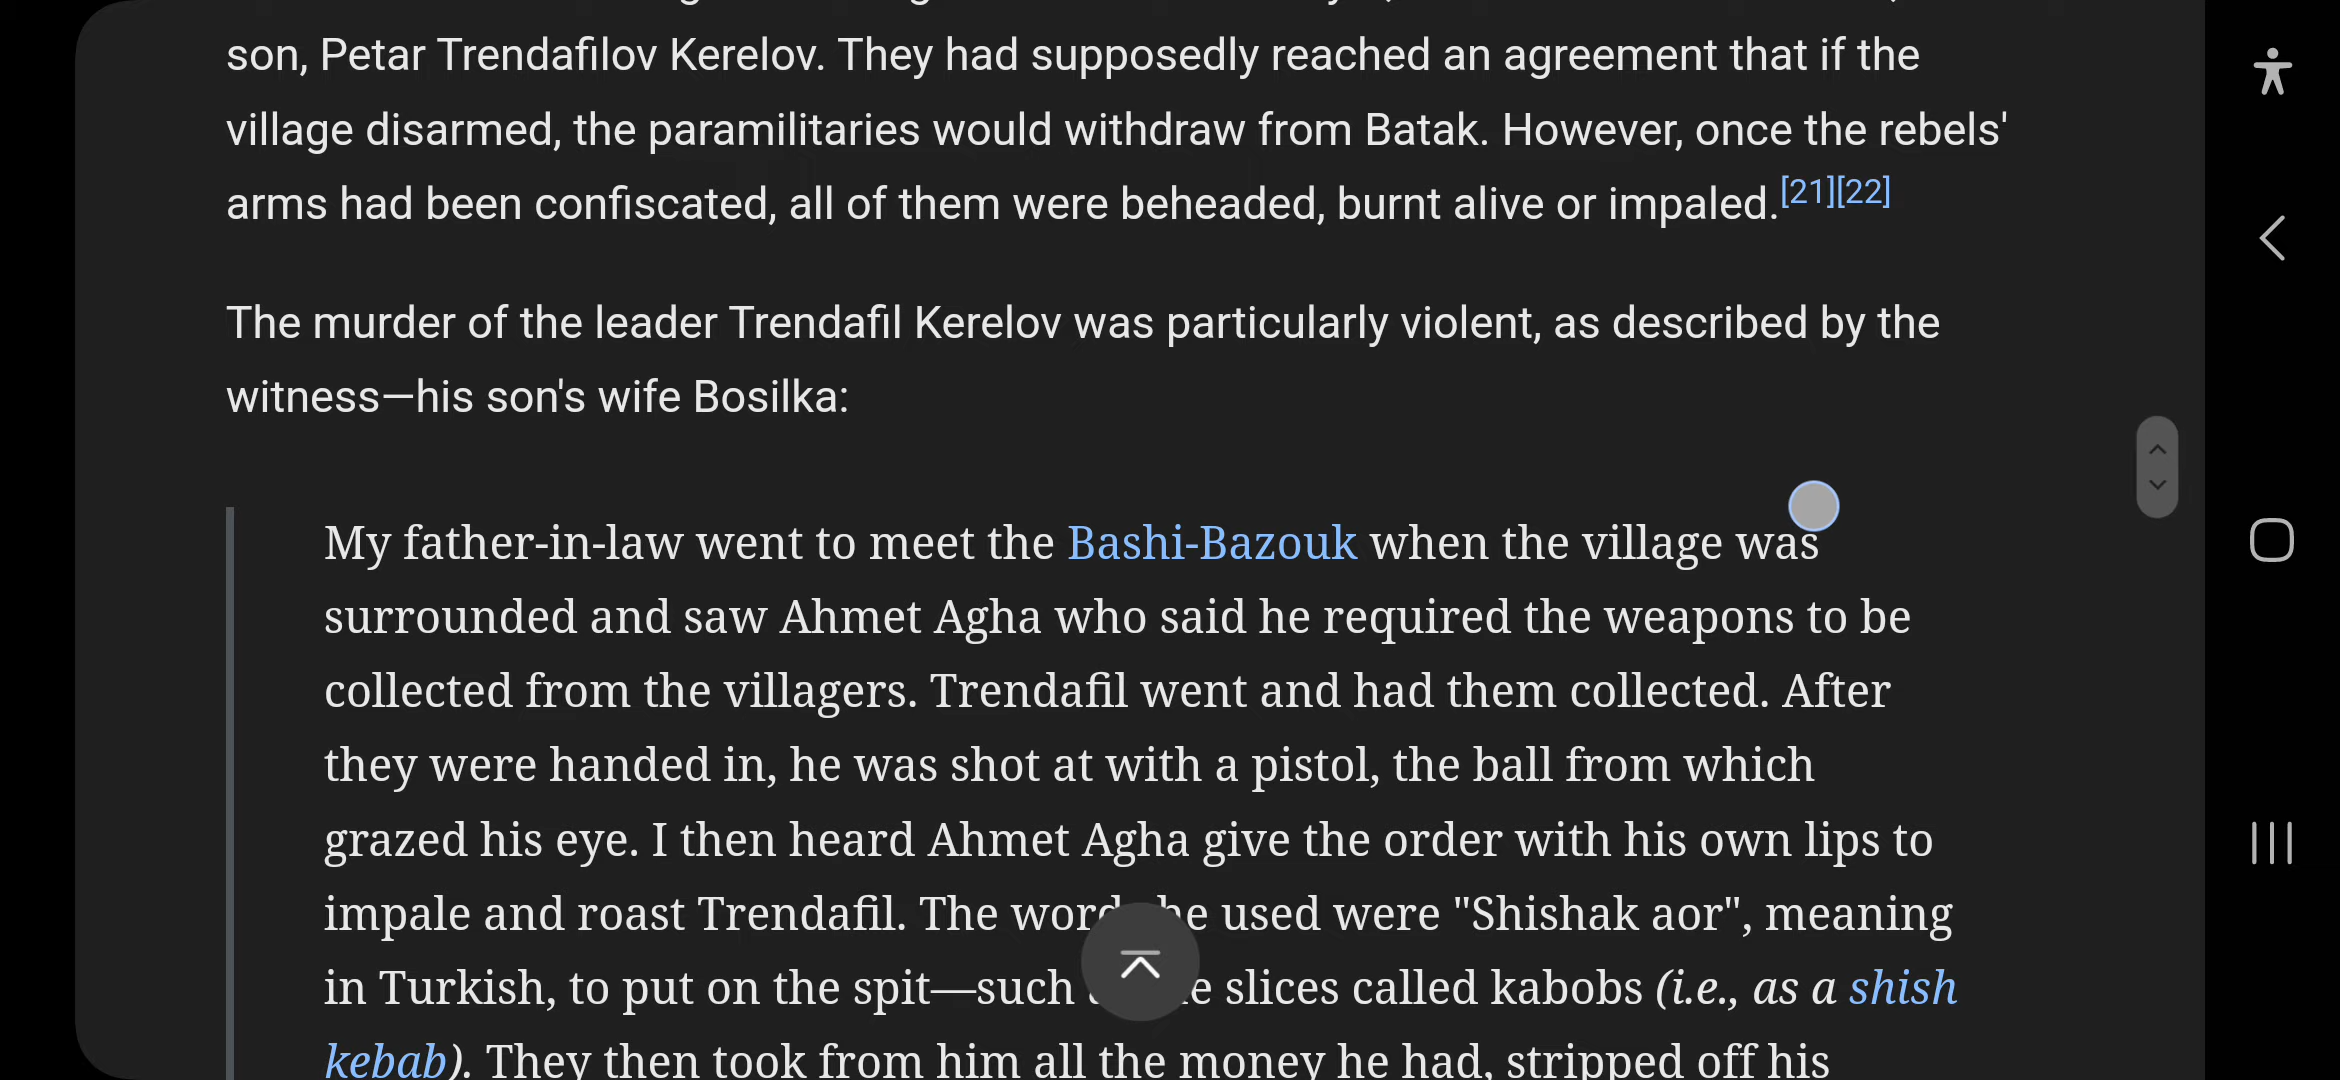 son, Petar Trendafilov Kerelov. They had supposedly reached an agreement that if the
village disarmed, the paramilitaries would withdraw from Batak. However, once the rebels'
arms had been confiscated, all of them were beheaded, burnt alive or impaled.[21][22]
The murder of the leader Trendafil Kerelov was particularly violent, as described by the
witness—his son's wife Bosilka:
My father-in-law went to meet the Bashi-Bazouk when the village was
surrounded and saw Ahmet Agha who said he required the weapons to be
collected from the villagers. Trendafil went and had them collected. After
they were handed in, he was shot at with a pistol, the ball from which
grazed his eye. I then heard Ahmet Agha give the order with his own lips to
impale and roast Trendafil. The used were "Shishak aor", meaning
in Turkish, to put on the spit—such slices called kabobs (i.e., as a shish
kebab). They then took from him all the money he had, stripped off his